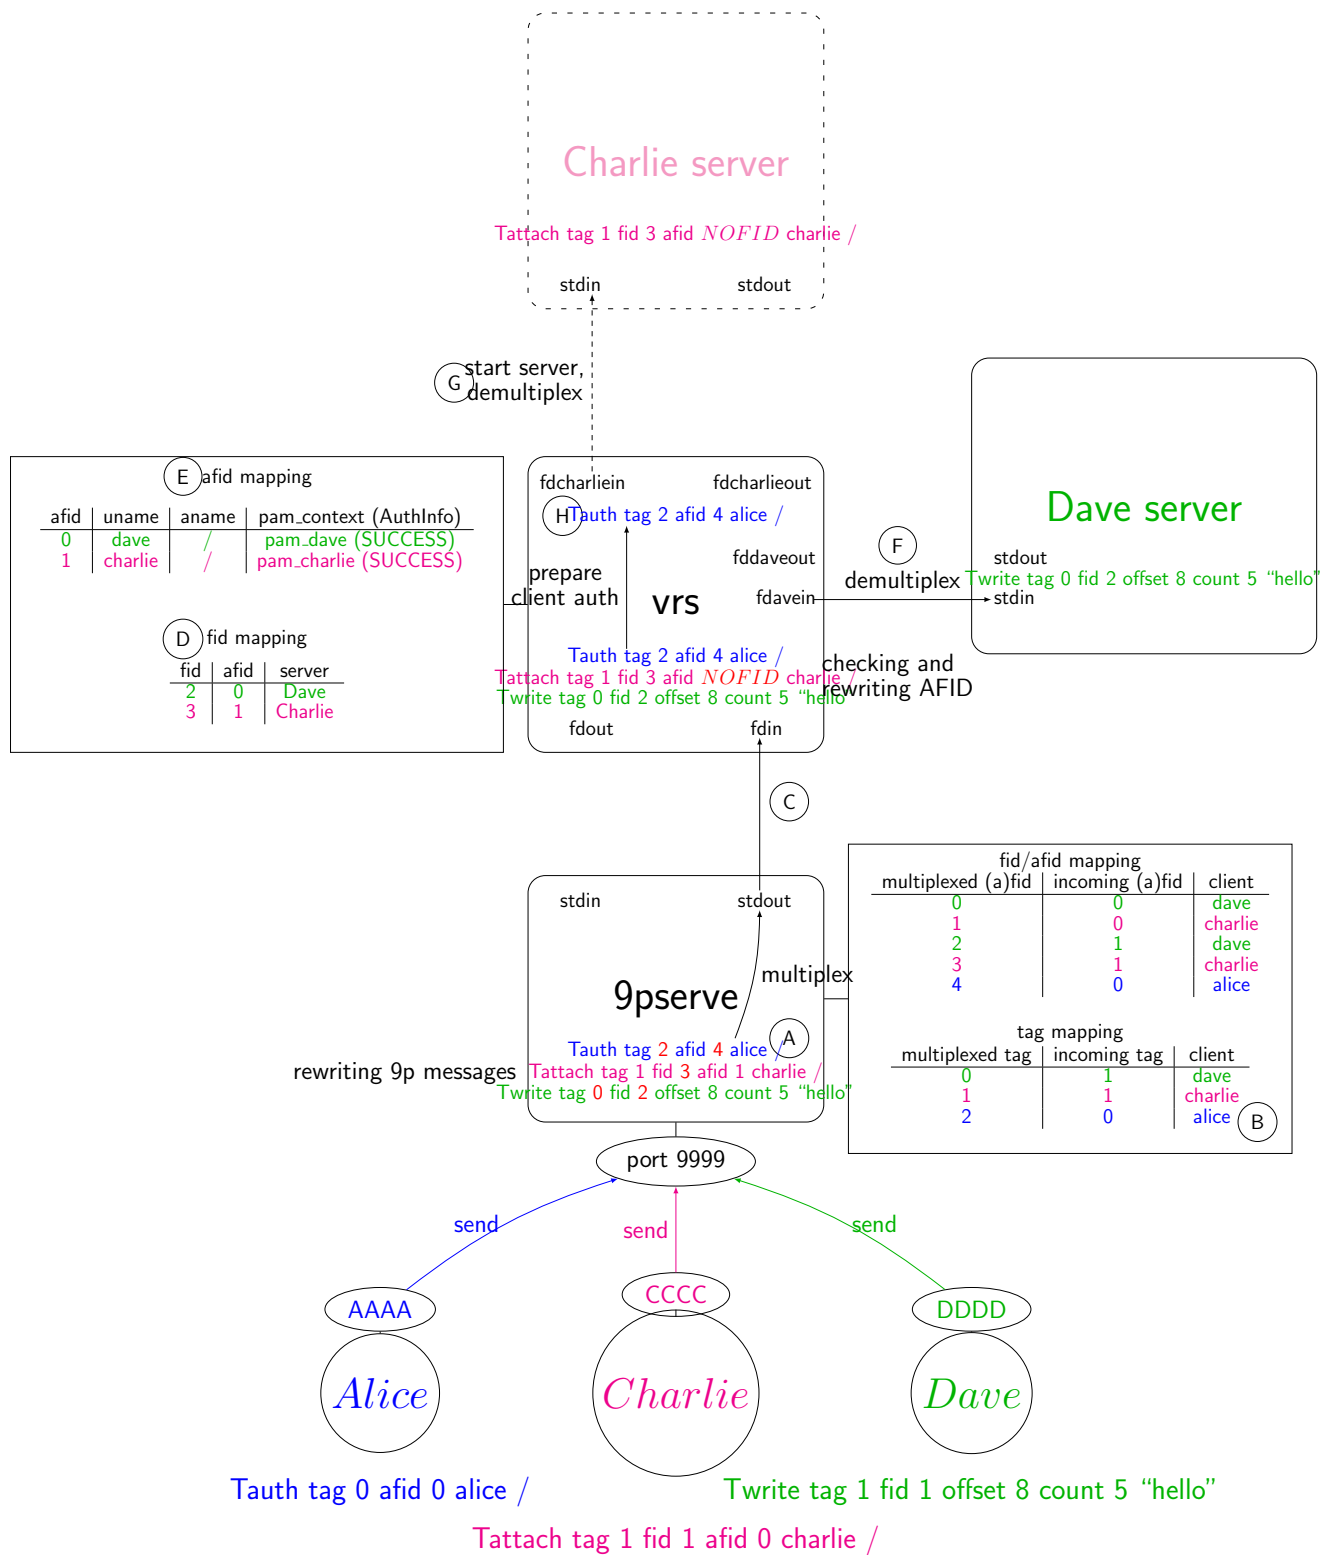 Charlie server
Tattach tag 1 fid 3 afid NOFID charlie /
stdin stdout
start server,
G
demultiplex
E afid mapping
afid uname aname pam_context (AuthInfo)
0 dave / pam_dave (SUCCESS)
1 charlie / pam_charlie (SUCCESS)
D fid mapping
fid afid server
2 0 Dave
3 1 Charlie
prepare
client auth
fdcharliein fdcharlieout
H Tauth tag 2 afid 4 alice /
fddaveout
vrs
fdavein
Tauth tag 2 afid 4 alice /
Tattach tag 1 fid 3 afid NOFID charlie /
Twrite tag 0 fid 2 offset 8 count 5 “hello”
fdout fdin
checking and
rewriting AFID
F
demultiplex
Dave server
stdout
Twrite tag 0 fid 2 offset 8 count 5 “hello”
stdin
C
stdin stdout
multiplex
9pserve
A
Tauth tag 2 afid 4 alice /
rewriting 9p messages
Tattach tag 1 fid 3 afid 1 charlie /
Twrite tag 0 fid 2 offset 8 count 5 “hello”
fid/afid mapping
multiplexed (a)fid incoming (a)fid client
0 0 dave
1 0 charlie
2 1 dave
3 1 charlie
4 0 alice
tag mapping
multiplexed tag incoming tag client
0 1 dave
1 1 charlie
2 0 alice
B
port 9999
send send send
AAAA CCCC DDDD
Alice Charlie Dave
Tauth tag 0 afid 0 alice /
Twrite tag 1 fid 1 offset 8 count 5 “hello”
Tattach tag 1 fid 1 afid 0 charlie /